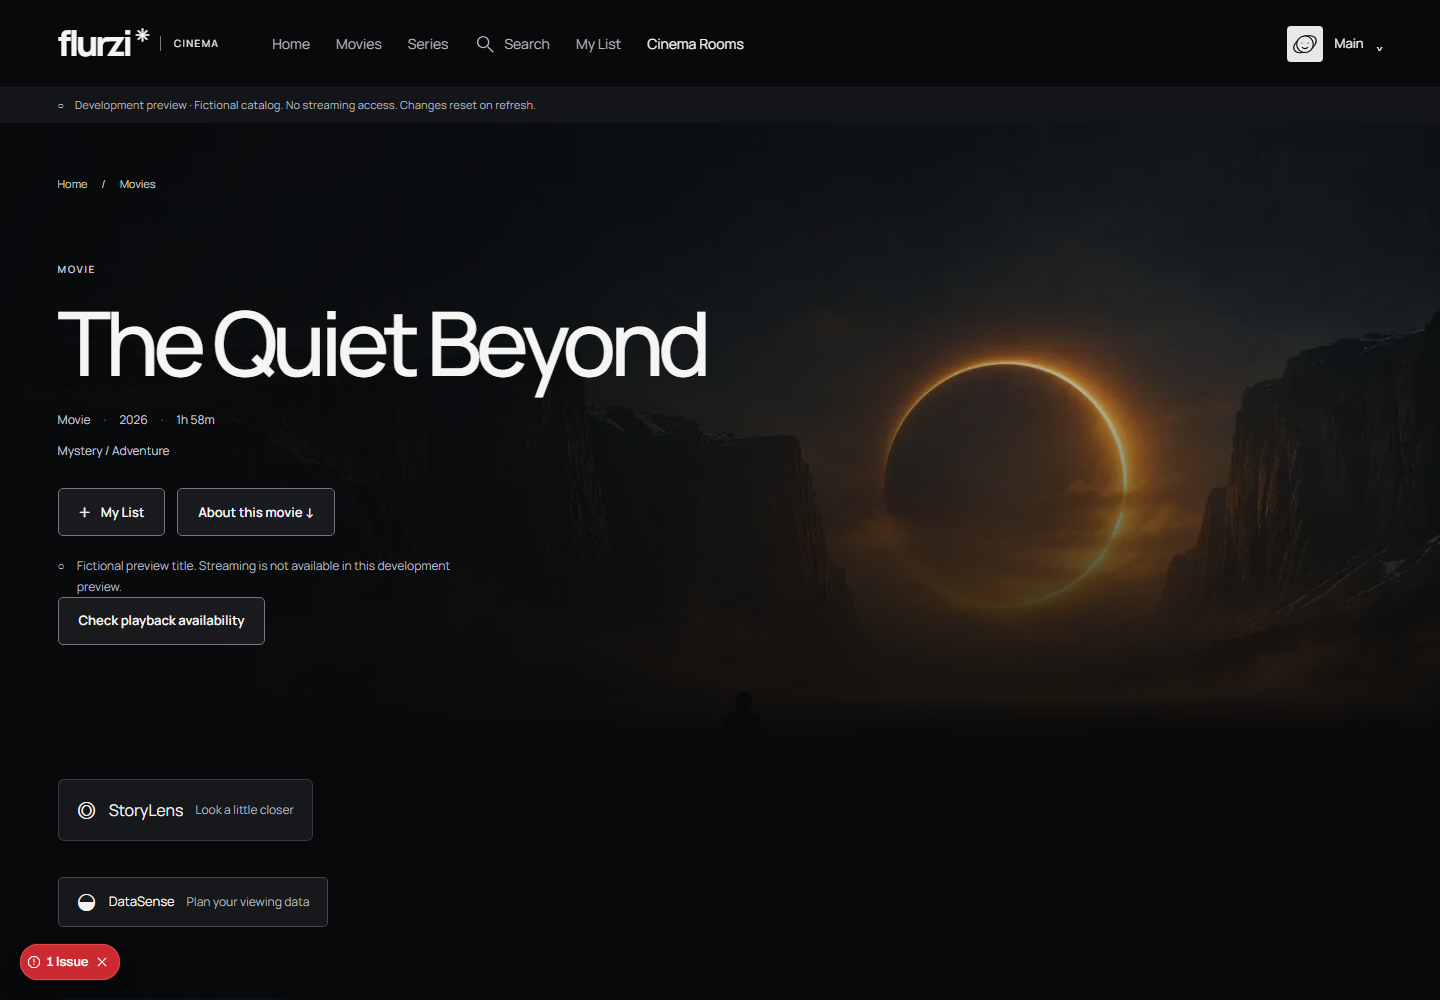 flurzi* CINEMA
Home Movies Series Search My List Cinema Rooms Main
Development preview · Fictional catalog. No streaming access. Changes reset on refresh.
Home / Movies
MOVIE
The Quiet Beyond
Movie · 2026 · 1h 58m
Mystery / Adventure
+ My List
About this movie ↓
Fictional preview title. Streaming is not available in this development
preview.
Check playback availability
StoryLens Look a little closer
DataSense Plan your viewing data
1 Issue